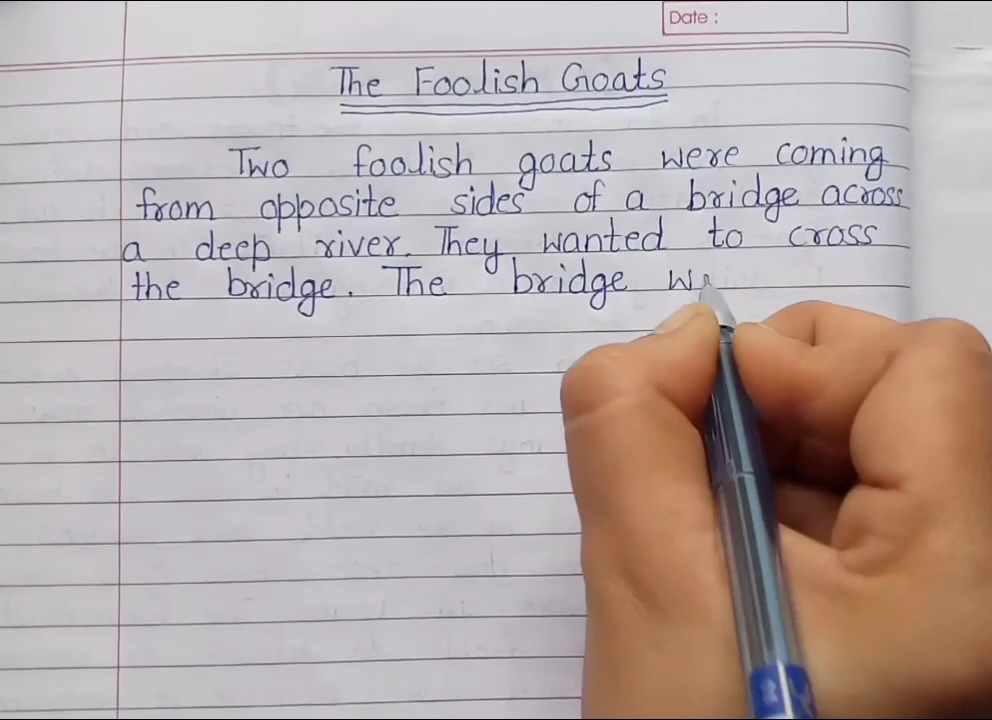 Date :
The Foolish Goats
Two foolish goats were coming
from opposite sides of a bridge across
a deep river. They wanted to cross
the bridge. The bridge